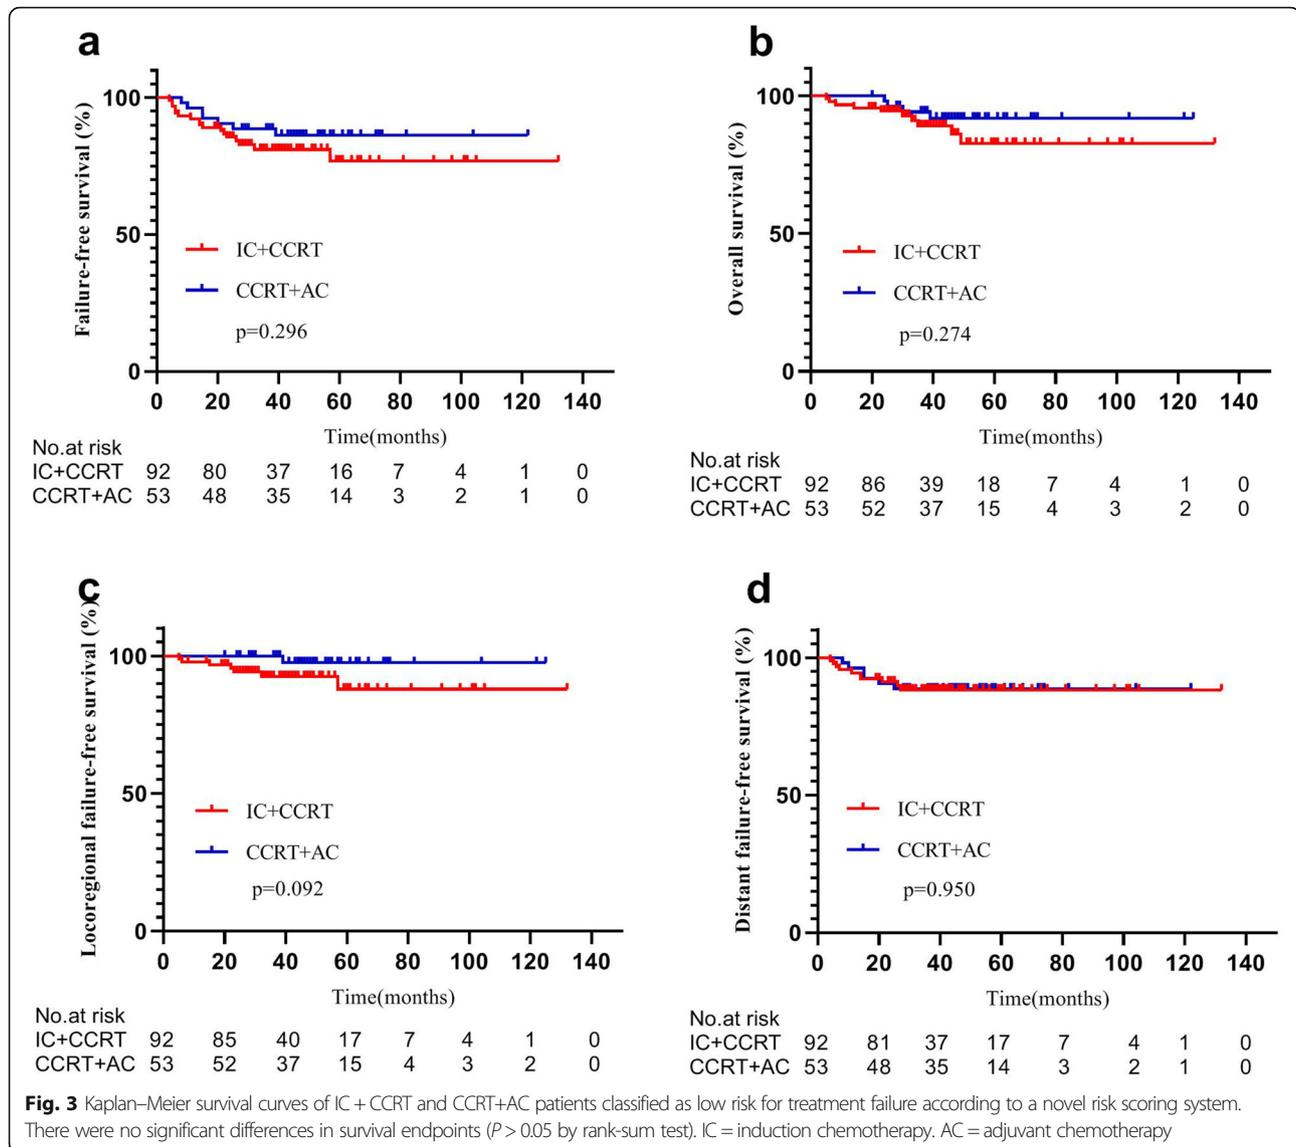 a
Failure-free survival (%)
100
50
0
IC+CCRT
CCRT+AC
p=0.296
0 20 40 60 80 100 120 140
Time(months)
No.at risk
IC+CCRT 92 80 37 16 7 4 1 0
CCRT+AC 53 48 35 14 3 2 1 0
b
Overall survival (%)
100
50
0
IC+CCRT
CCRT+AC
p=0.274
0 20 40 60 80 100 120 140
Time(months)
No.at risk
IC+CCRT 92 86 39 18 7 4 1 0
CCRT+AC 53 52 37 15 4 3 2 0
c
Locoregional failure-free survival (%)
100
50
0
IC+CCRT
CCRT+AC
p=0.092
0 20 40 60 80 100 120 140
Time(months)
No.at risk
IC+CCRT 92 85 40 17 7 4 1 0
CCRT+AC 53 52 37 15 4 3 2 0
d
Distant failure-free survival (%)
100
50
0
IC+CCRT
CCRT+AC
p=0.950
0 20 40 60 80 100 120 140
Time(months)
No.at risk
IC+CCRT 92 81 37 17 7 4 1 0
CCRT+AC 53 48 35 14 3 2 1 0
Fig. 3 Kaplan–Meier survival curves of IC + CCRT and CCRT+AC patients classified as low risk for treatment failure according to a novel risk scoring system.
There were no significant differences in survival endpoints (P > 0.05 by rank-sum test). IC = induction chemotherapy. AC = adjuvant chemotherapy